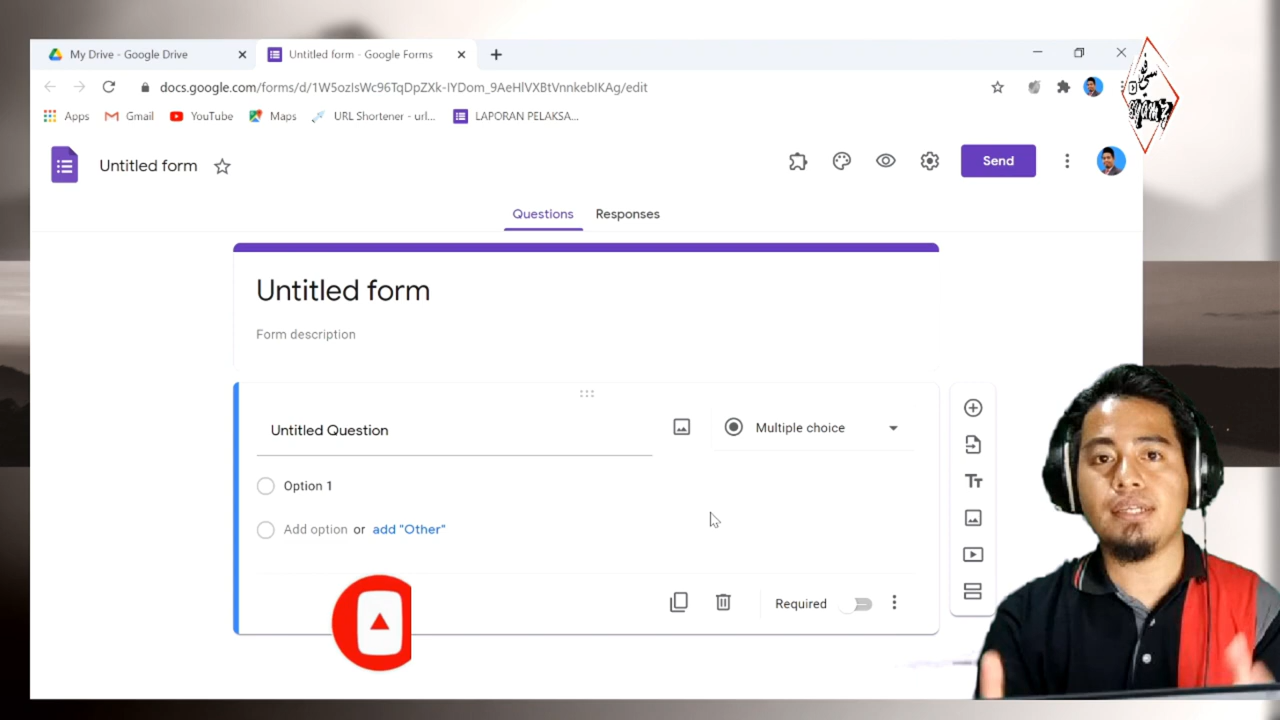 My Drive - Google Drive
Untitled form - Google Forms
docs.google.com/forms/d/1W5ozIsWc96TqDpZXk-IYDom_9AeHlVXBtVnnkebIKAg/edit
Apps Gmail YouTube Maps URL Shortener - url... LAPORAN PELAKSA...
Untitled form
Send
Questions Responses
Untitled form
Form description
Untitled Question
Multiple choice
Option 1
Add option or add "Other"
Required